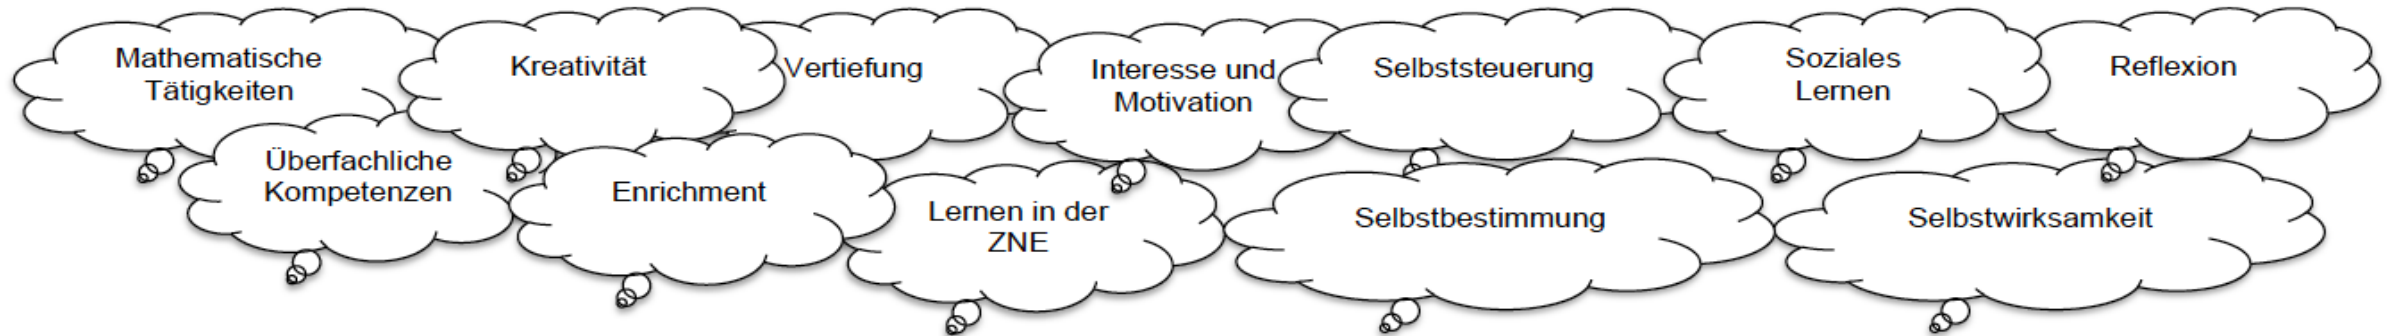 Mathematische
Tätigkeiten
Kreativität
Vertiefung
Interesse und
Motivation
Selbststeuerung
Soziales
Lernen
Reflexion
Überfachliche
Kompetenzen
Enrichment
Lernen in der
ZNE
Selbstbestimmung
Selbstwirksamkeit